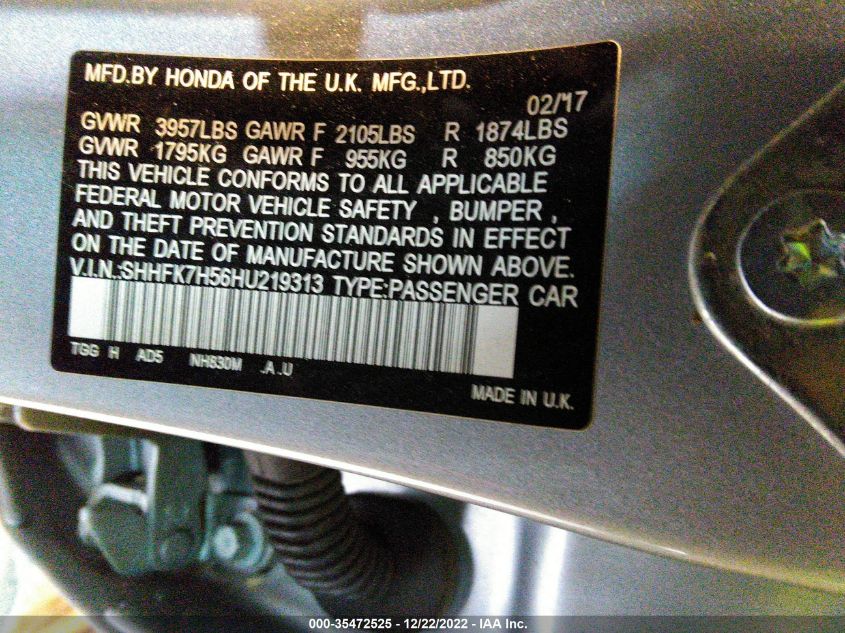 MFD.BY HONDA OF THE U.K. MFG.,LTD.
02/17
GVWR 3957LBS GAWR F 2105LBS R 1874LBS
GVWR 1795KG GAWR F 955KG R 850KG
THIS VEHICLE CONFORMS TO ALL APPLICABLE
FEDERAL MOTOR VEHICLE SAFETY , BUMPER ,
AND THEFT PREVENTION STANDARDS IN EFFECT
ON THE DATE OF MANUFACTURE SHOWN ABOVE.
V.I.N.:SHHFK7H56HU219313 TYPE:PASSENGER CAR
TGG H AD5 NH830M .A.U
MADE IN U.K.
000-35472525 - 12/22/2022 - IAA Inc.